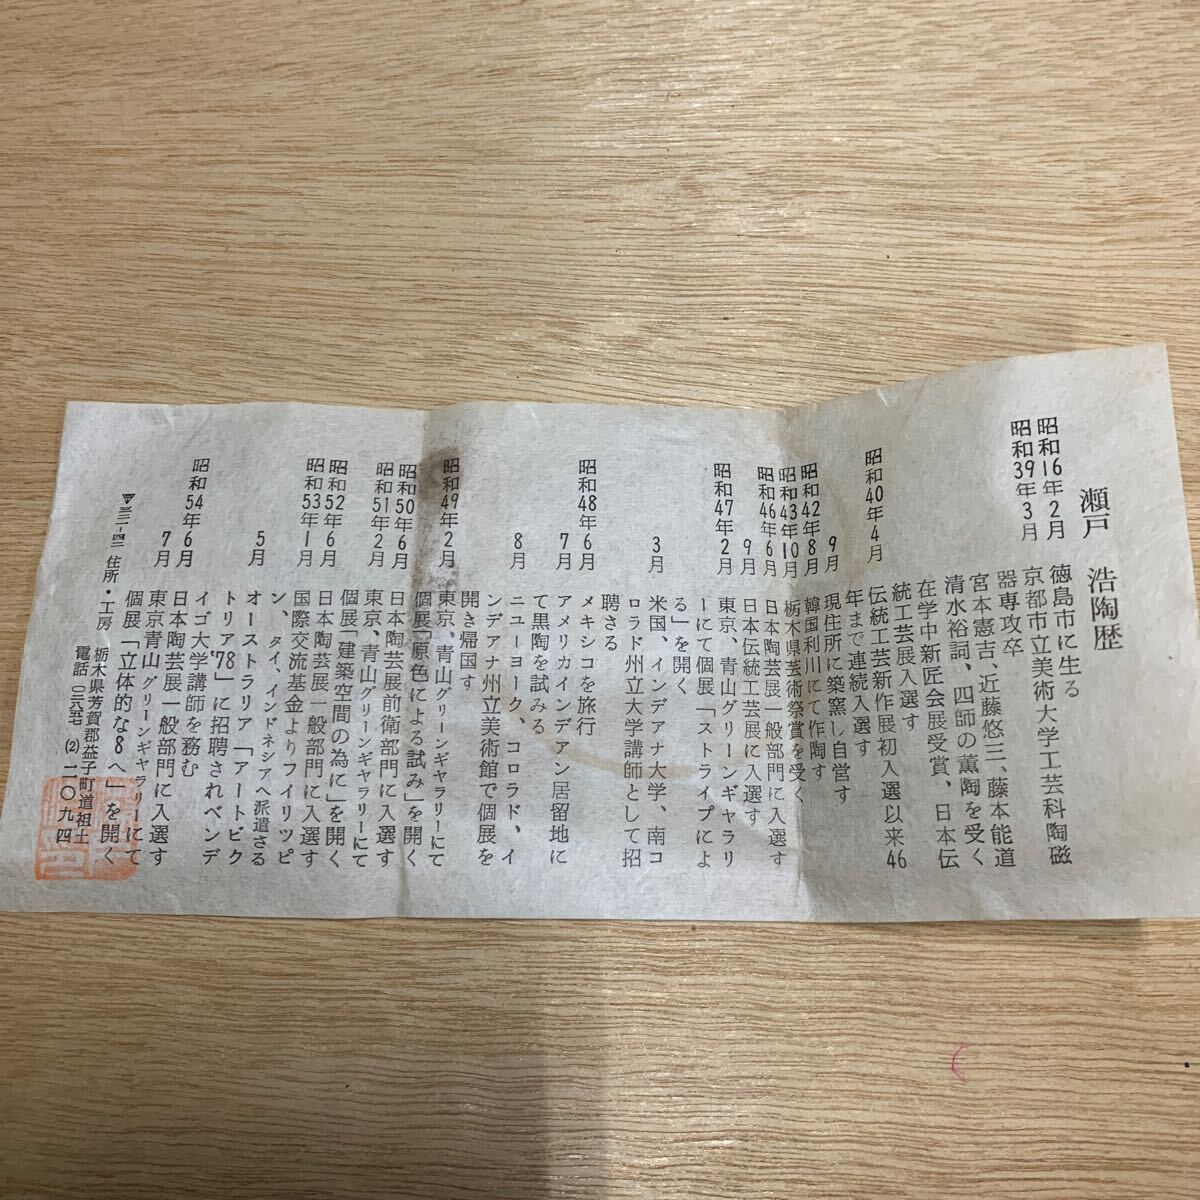 瀬戸　浩陶歴
昭和16年2月　徳島市に生る
昭和39年3月　京都市立美術大学工芸科陶磁
器専攻卒
宮本憲吉、近藤悠三、藤本能道
清水裕詞、四師の薫陶を受く
在学中新匠会展受賞、日本伝
統工芸展入選す
昭和40年4月　伝統工芸新作展初入選以来46
年まで連続入選す
9月　現住所に築窯し自営す
昭和42年8月　韓国利川にて作陶す
昭和43年10月　栃木県芸術祭賞を受く
昭和46年6月　日本陶芸展一般部門に入選す
9月　日本伝統工芸展に入選す
昭和47年2月　東京、青山グリーンギャラリ
ーにて個展「ストライプによ
る」を開く
3月　米国、インデアナ大学、南コ
ロラド州立大学講師として招
聘さる
昭和48年6月　メキシコを旅行
7月　アメリカインデアン居留地に
て黒陶を試みる
8月　ニューヨーク、コロラド、イ
ンデアナ州立美術館で個展を
開き帰国す
昭和49年2月　東京、青山グリーンギャラリーにて
個展「原色による試み」を開く
昭和50年6月　日本陶芸展前衛部門に入選す
昭和51年2月　東京、青山グリーンギャラリーにて
個展「建築空間の為に」を開く
昭和52年6月　日本陶芸展一般部門に入選す
昭和53年1月　国際交流基金よりフイリッピ
ン、タイ、インドネシアへ派遣さる
5月　オーストラリア「アートビク
トリア'78」に招聘されベンデ
イゴ大学講師を務む
昭和54年6月　日本陶芸展一般部門に入選す
7月　東京青山グリーンギャラリーにて
個展「立体的な8へ」を開く
住所・工房　栃木県芳賀郡益子町道祖土
電話　(2)　二〇九四